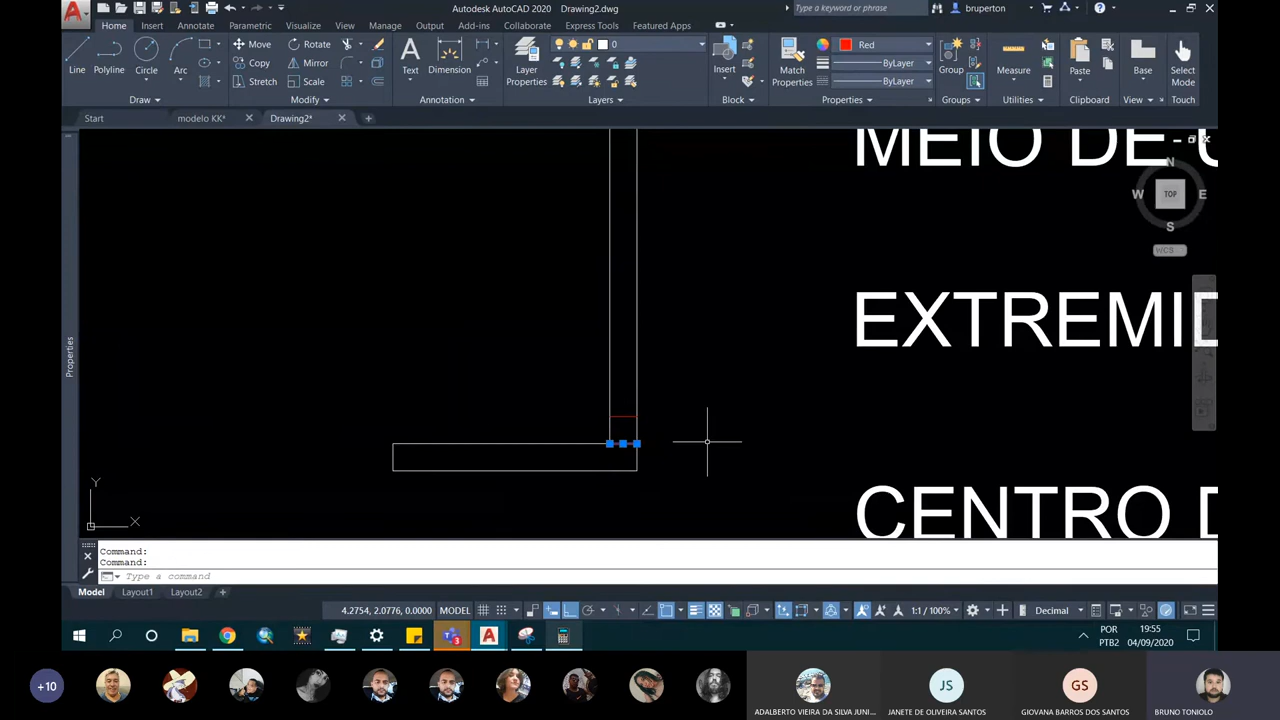 Autodesk AutoCAD 2020 Drawing2.dwg
Type a keyword or phrase
bruperton
Home Insert Annotate Parametric Visualize View Manage Output Add-ins Collaborate Express Tools Featured Apps
Line Polyline Circle Arc
Move Rotate
Copy Mirror
Stretch Scale
Text Dimension
Layer Properties
0
Insert
Match Properties
Red
ByLayer
ByLayer
Group
Measure
Paste
Base
Select Mode
Draw Modify Annotation Layers Block Properties Groups Utilities Clipboard View Touch
Start modelo KK* Drawing2*
MEIO DE
N
W TOP E
S
WCS
Properties
EXTREMID
CENTRO D
Y
X
Command:
Command:
Type a command
Model Layout1 Layout2
4.2754, 2.0776, 0.0000 MODEL 1:1 / 100% Decimal
3
A
POR
PTB2
19:55
04/09/2020
+10
JS
GS
ADALBERTO VIEIRA DA SILVA JUNI...
JANETE DE OLIVEIRA SANTOS
GIOVANA BARROS DOS SANTOS
BRUNO TONIOLO